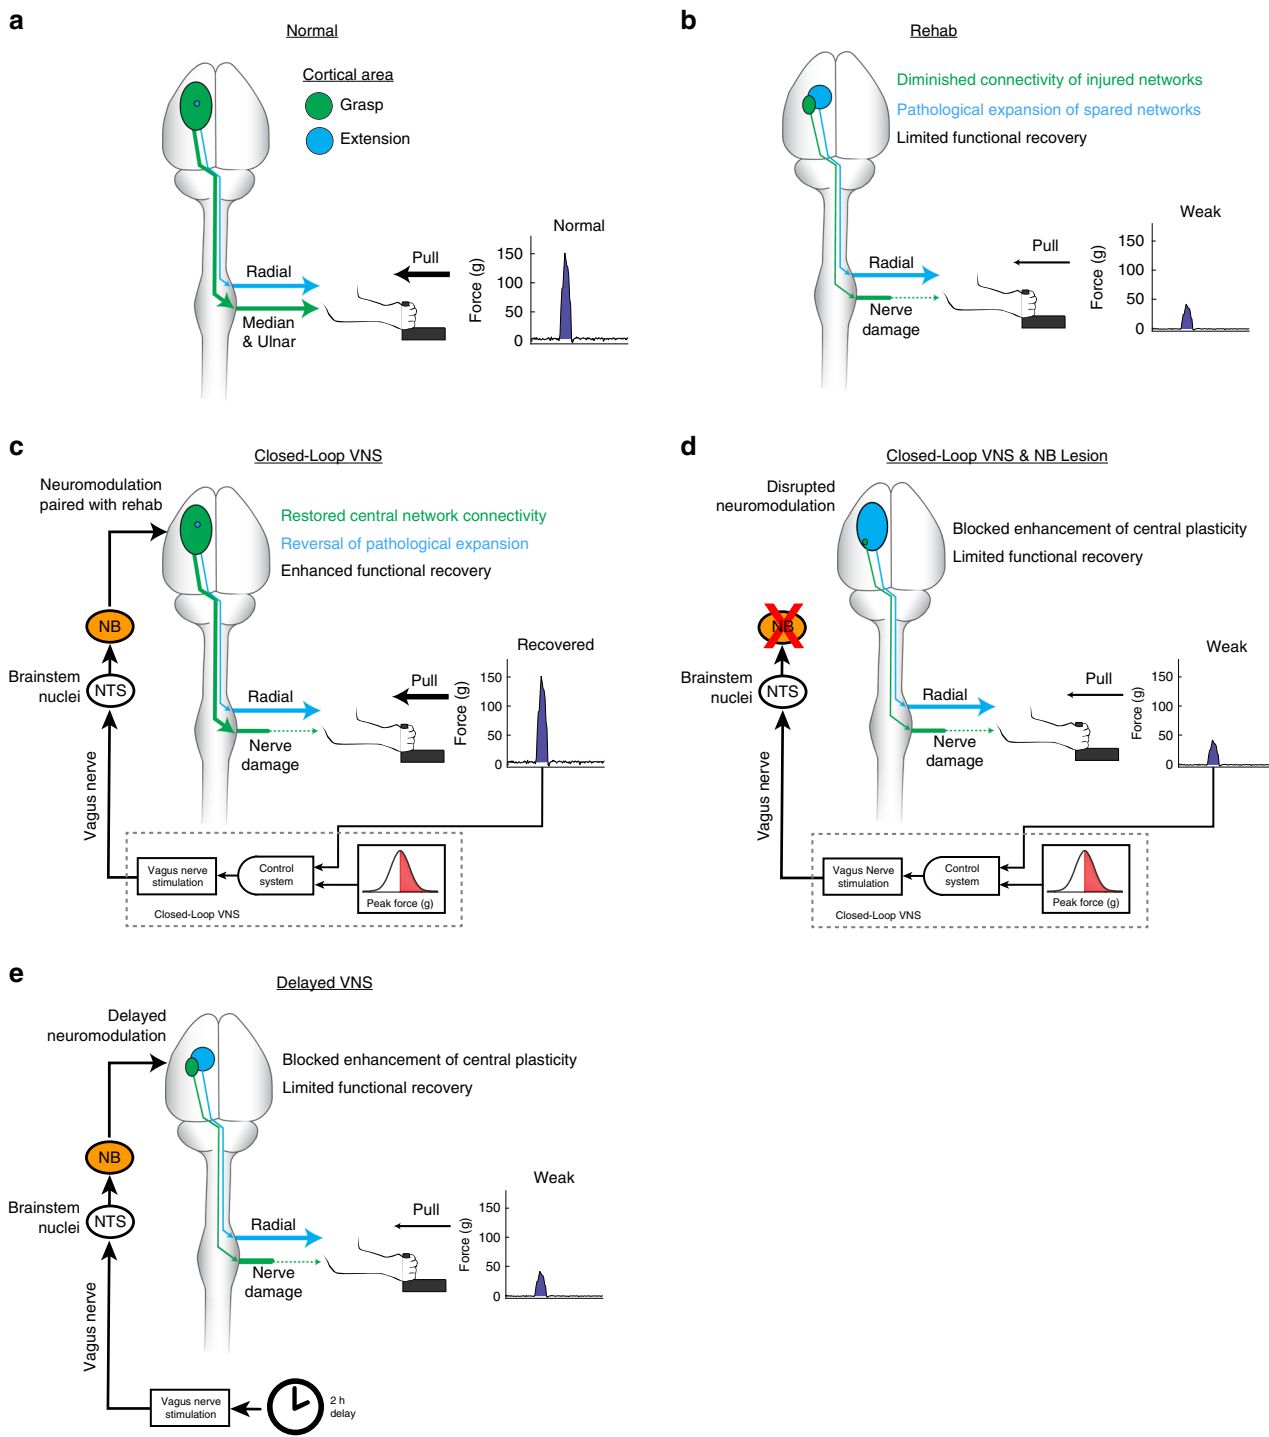 a
Normal
Cortical area
Grasp
Extension
Radial
Median
& Ulnar
Pull
Normal
Force (g)
150
100
50
0
b
Rehab
Diminished connectivity of injured networks
Pathological expansion of spared networks
Limited functional recovery
Radial
Nerve
damage
Pull
Weak
Force (g)
150
100
50
0
c
Closed-Loop VNS
Neuromodulation
paired with rehab
Restored central network connectivity
Reversal of pathological expansion
Enhanced functional recovery
NB
Brainstem
nuclei
NTS
Vagus nerve
Radial
Nerve
damage
Pull
Recovered
Force (g)
150
100
50
0
Vagus nerve
stimulation
Control
system
Peak force (g)
Closed-Loop VNS
d
Closed-Loop VNS & NB Lesion
Disrupted
neuromodulation
Blocked enhancement of central plasticity
Limited functional recovery
NB
Brainstem
nuclei
NTS
Vagus nerve
Radial
Nerve
damage
Pull
Weak
Force (g)
150
100
50
0
Vagus Nerve
stimulation
Control
system
Peak force (g)
Closed-Loop VNS
e
Delayed VNS
Delayed
neuromodulation
Blocked enhancement of central plasticity
Limited functional recovery
NB
Brainstem
nuclei
NTS
Vagus nerve
Radial
Nerve
damage
Pull
Weak
Force (g)
150
100
50
0
Vagus nerve
stimulation
2 h
delay